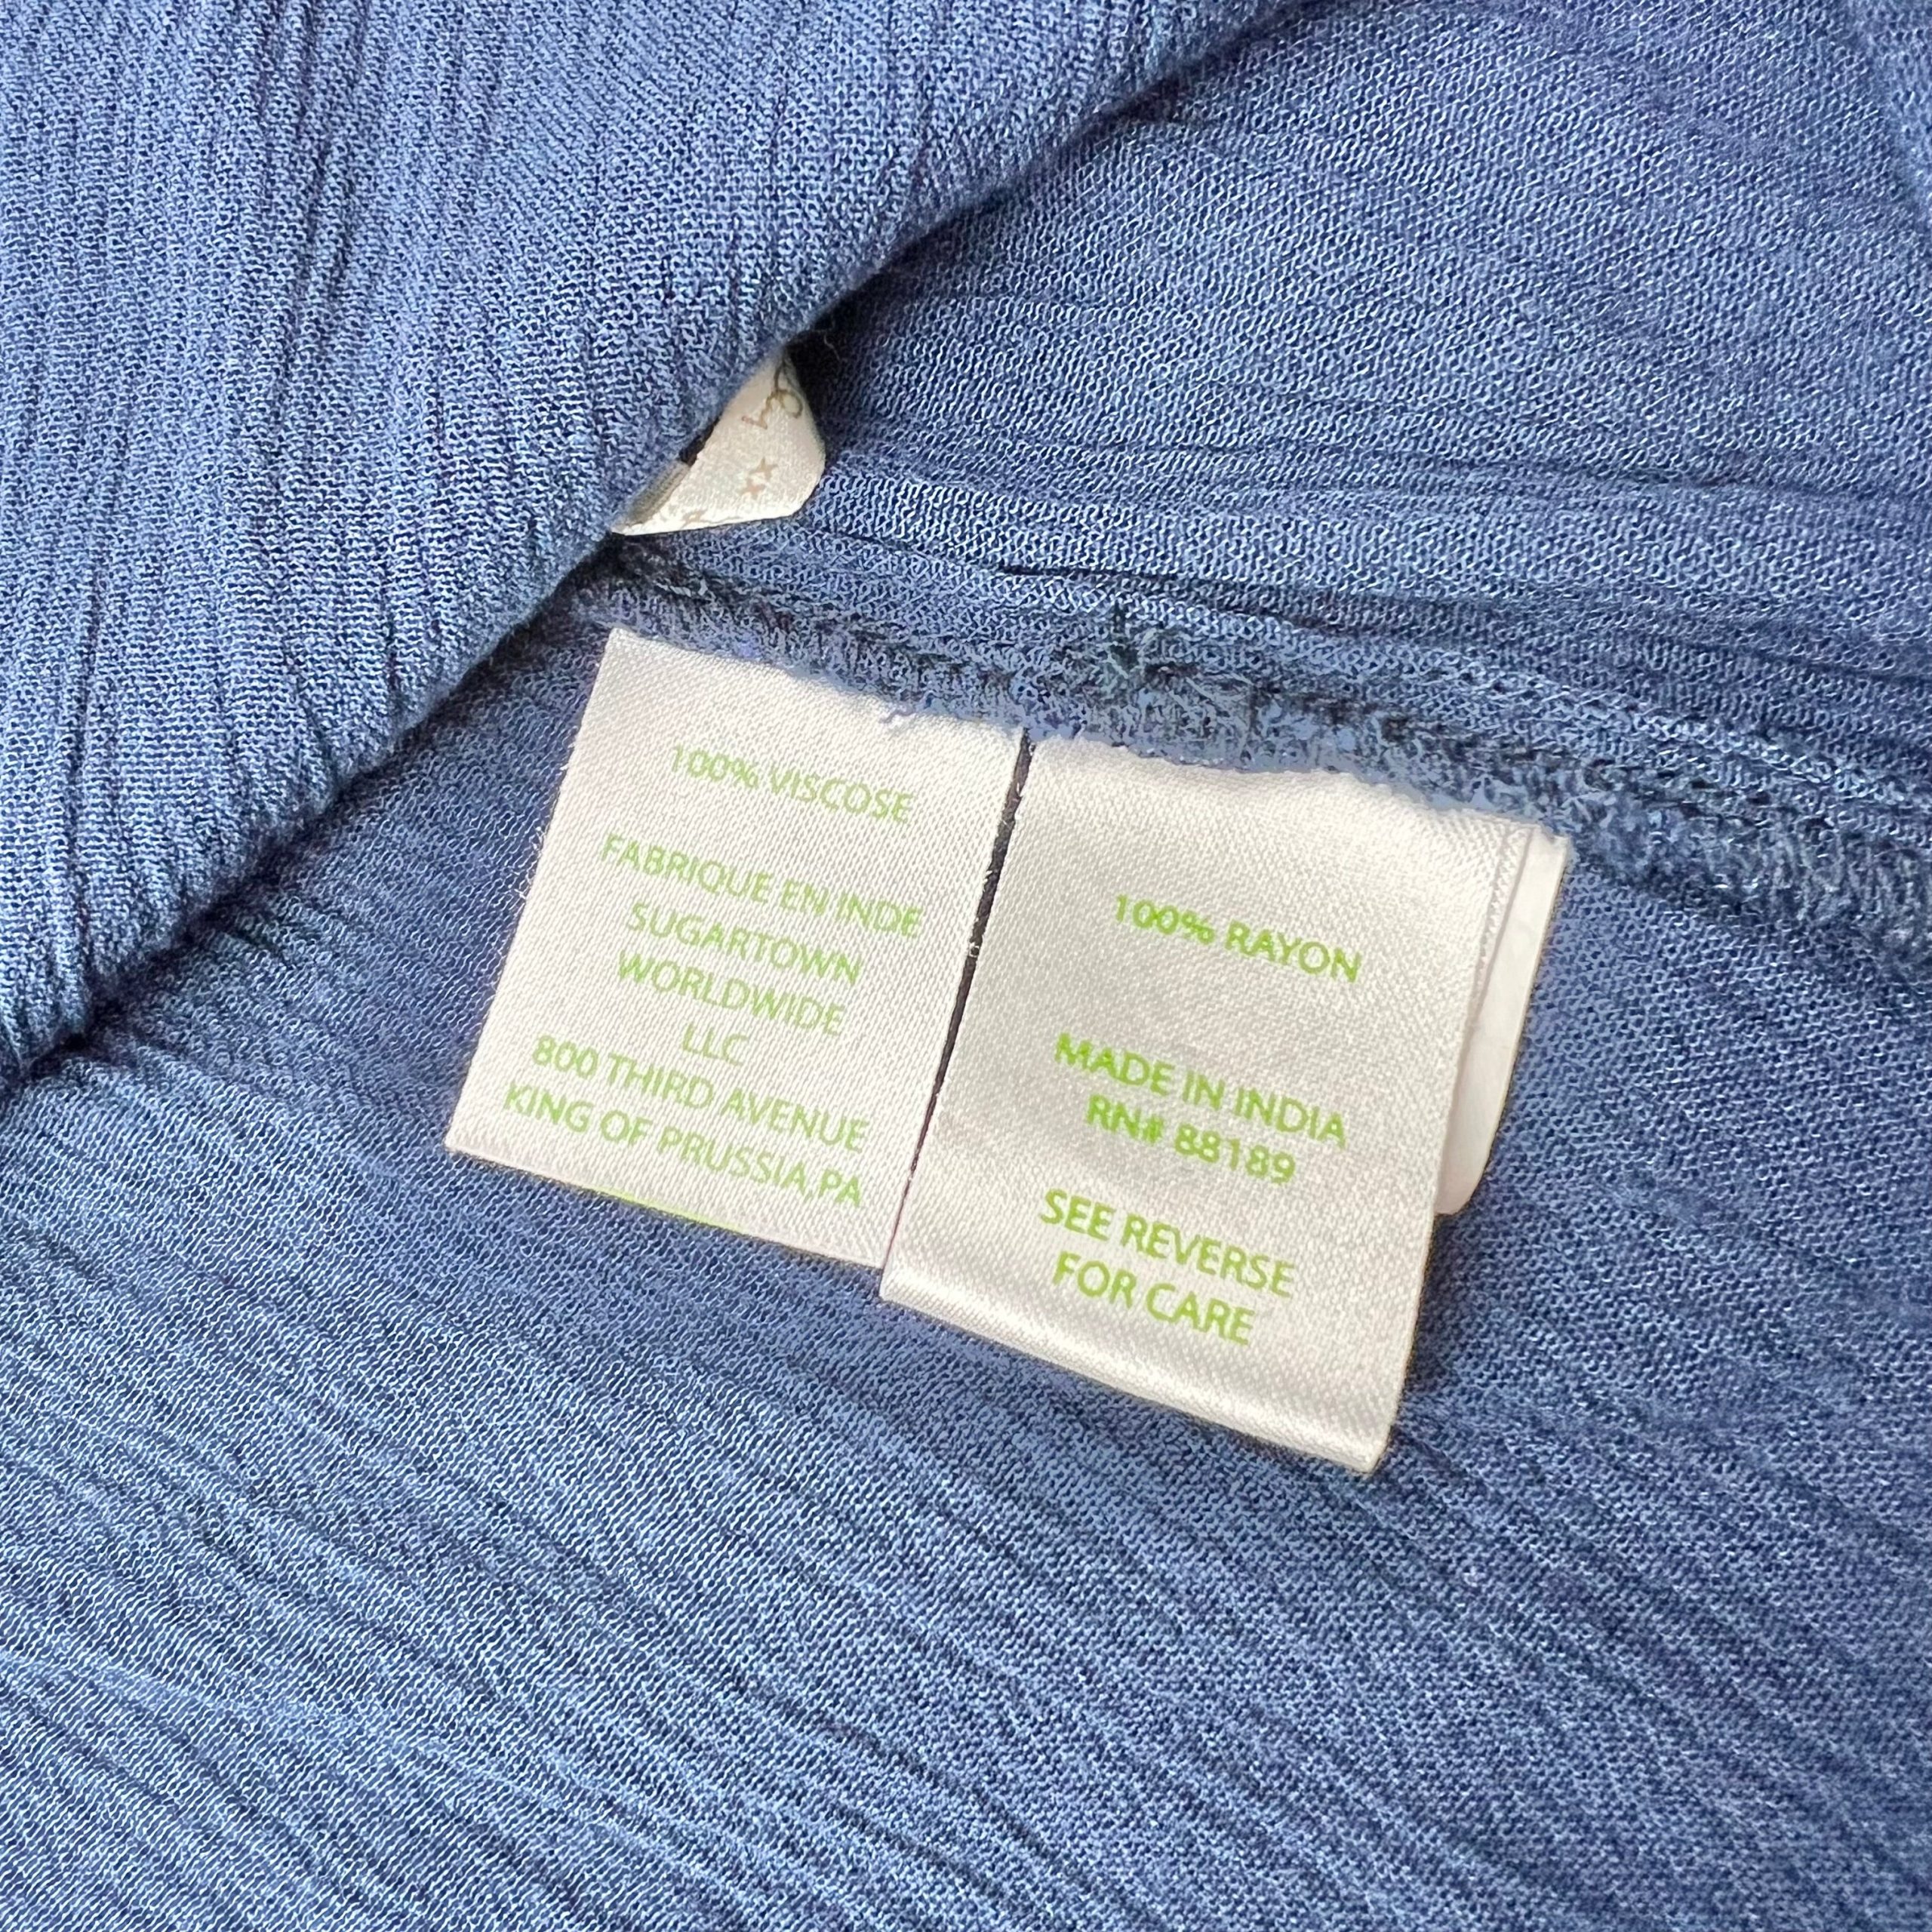 100% VISCOSE
FABRIQUE EN INDE
SUGARTOWN
WORLDWIDE
LLC
800 THIRD AVENUE
KING OF PRUSSIA,PA
100% RAYON
MADE IN INDIA
RN# 88189
SEE REVERSE
FOR CARE